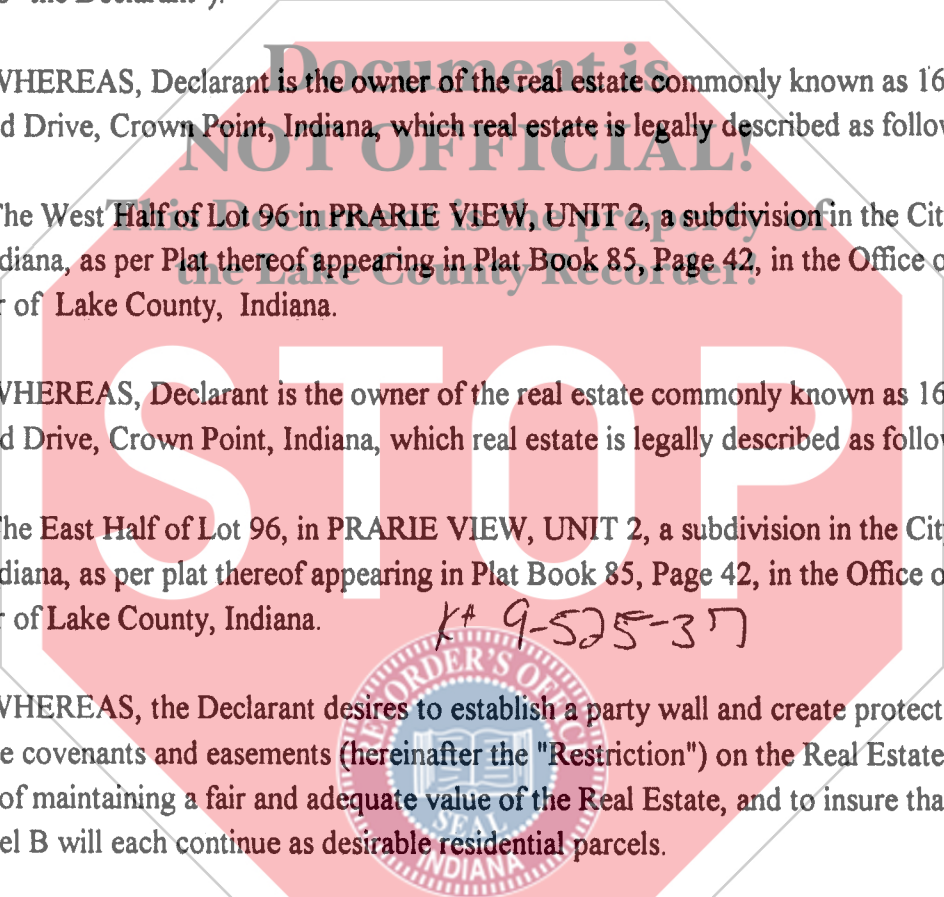 the Declarant").
Document is
WHEREAS, Declarant is the owner of the real estate commonly known as 16
d Drive, Crown Point, Indiana, which real estate is legally described as follow
NOT OFFICIAL!
The West Half of Lot 96 in PRARIE VIEW, UNIT 2, a subdivision in the Cit
This Document is the property of
diana, as per Plat thereof appearing in Plat Book 85, Page 42, in the Office o
the Lake County Recorder!
r of Lake County, Indiana.
STOP
WHEREAS, Declarant is the owner of the real estate commonly known as 16
d Drive, Crown Point, Indiana, which real estate is legally described as follow
The East Half of Lot 96, in PRARIE VIEW, UNIT 2, a subdivision in the City
diana, as per plat thereof appearing in Plat Book 85, Page 42, in the Office o
r of Lake County, Indiana.
9-525-37
WHEREAS, the Declarant desires to establish a party wall and create protect
e covenants and easements (hereinafter the "Restriction") on the Real Estate
of maintaining a fair and adequate value of the Real Estate, and to insure tha
el B will each continue as desirable residential parcels.
RECORDER'S OFFICE
SEAL
INDIANA